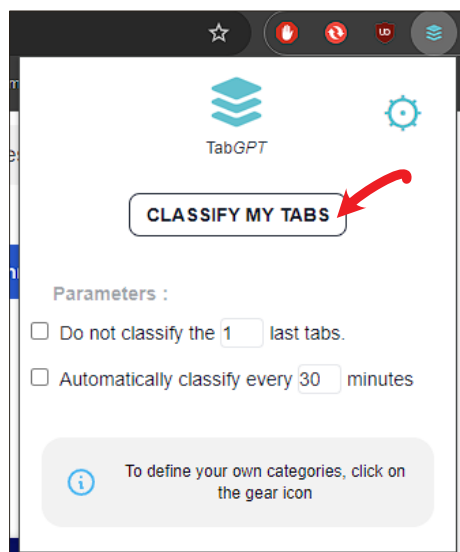 UD
TabGPT
CLASSIFY MY TABS
Parameters :
Do not classify the 1 last tabs.
Automatically classify every 30 minutes
To define your own categories, click on
the gear icon